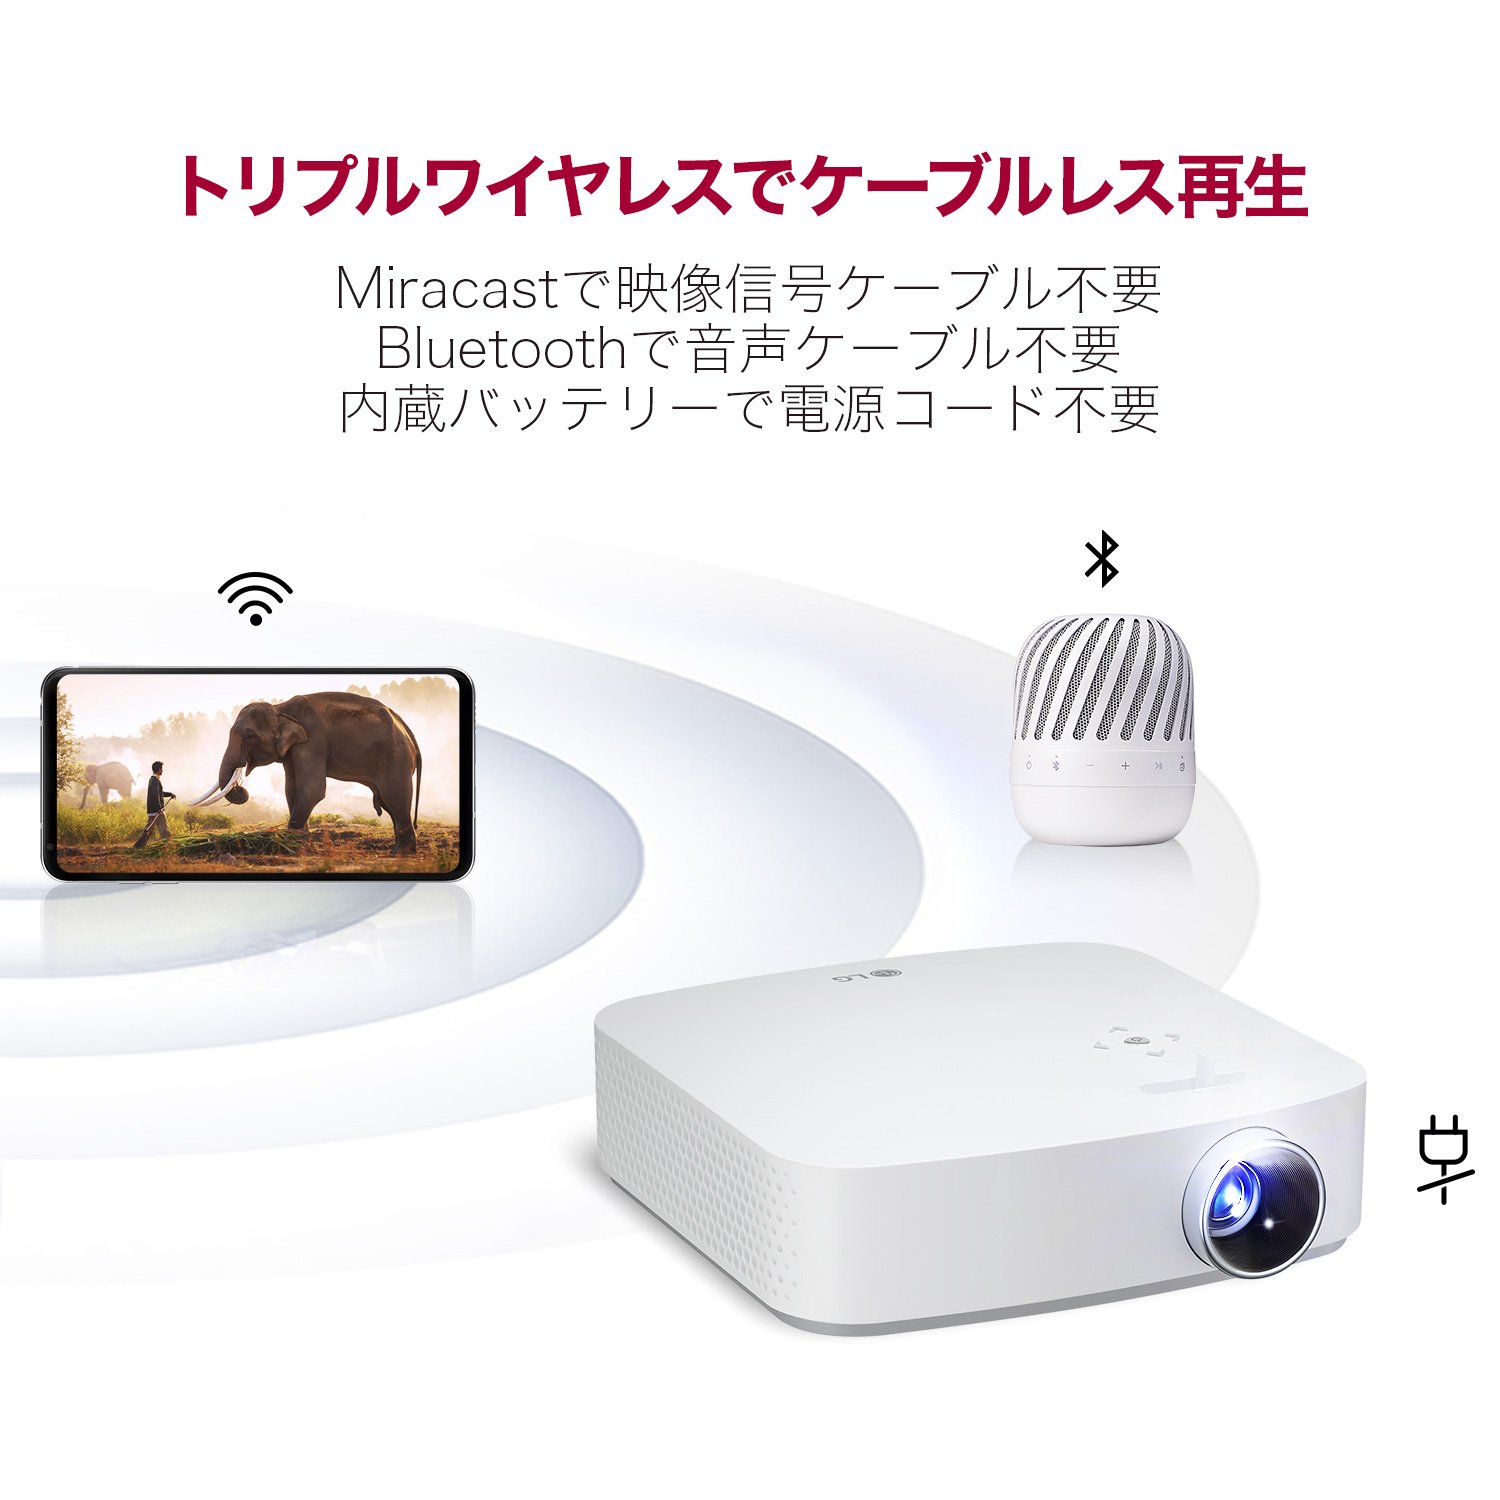 トリプルワイヤレスでケーブルレス再生
Miracastで映像信号ケーブル不要
Bluetoothで音声ケーブル不要
内蔵バッテリーで電源コード不要
LG